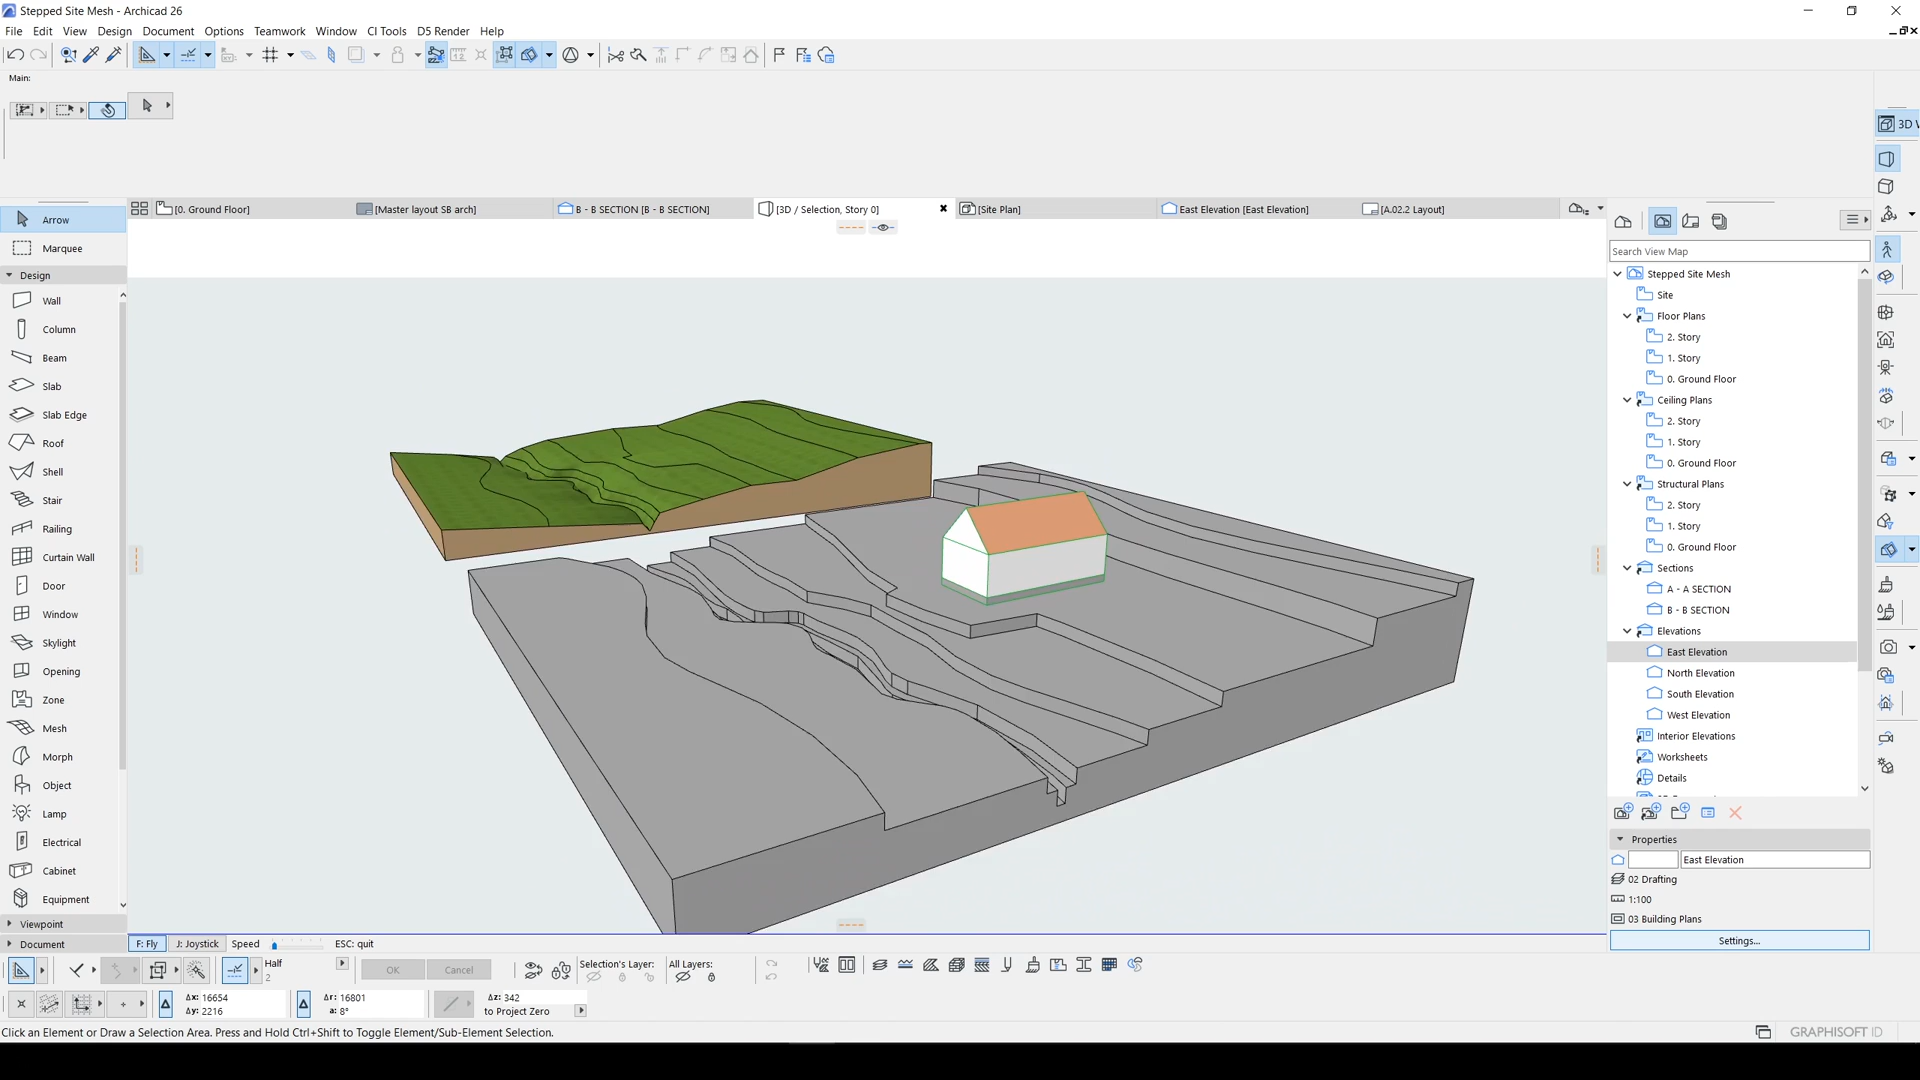 Stepped Site Mesh - Archicad 26
File Edit View Design Document Options Teamwork Window CI Tools D5 Render Help
Main:
3D
[0. Ground Floor] [Master layout SB arch] B - B SECTION [B - B SECTION] [3D / Selection, Story 0] [Site Plan] East Elevation [East Elevation] [A.02.2 Layout]
Arrow
Marquee
Design
Wall
Column
Beam
Slab
Slab Edge
Roof
Shell
Stair
Railing
Curtain Wall
Door
Window
Skylight
Opening
Zone
Mesh
Morph
Object
Lamp
Electrical
Cabinet
Equipment
Viewpoint
Document
Search View Map
Stepped Site Mesh
Site
Floor Plans
2. Story
1. Story
0. Ground Floor
Ceiling Plans
2. Story
1. Story
0. Ground Floor
Structural Plans
2. Story
1. Story
0. Ground Floor
Sections
A - A SECTION
B - B SECTION
Elevations
East Elevation
North Elevation
South Elevation
West Elevation
Interior Elevations
Worksheets
Details
Properties
East Elevation
02 Drafting
1:100
03 Building Plans
Settings...
F: Fly J: Joystick Speed ESC: quit
Half
2
OK Cancel
Selection's Layer: All Layers:
Δx: 16654
Δy: 2216
Δr: 16801
a: 8°
Δz: 342
to Project Zero
Click an Element or Draw a Selection Area. Press and Hold Ctrl+Shift to Toggle Element/Sub-Element Selection.
GRAPHISOFT ID